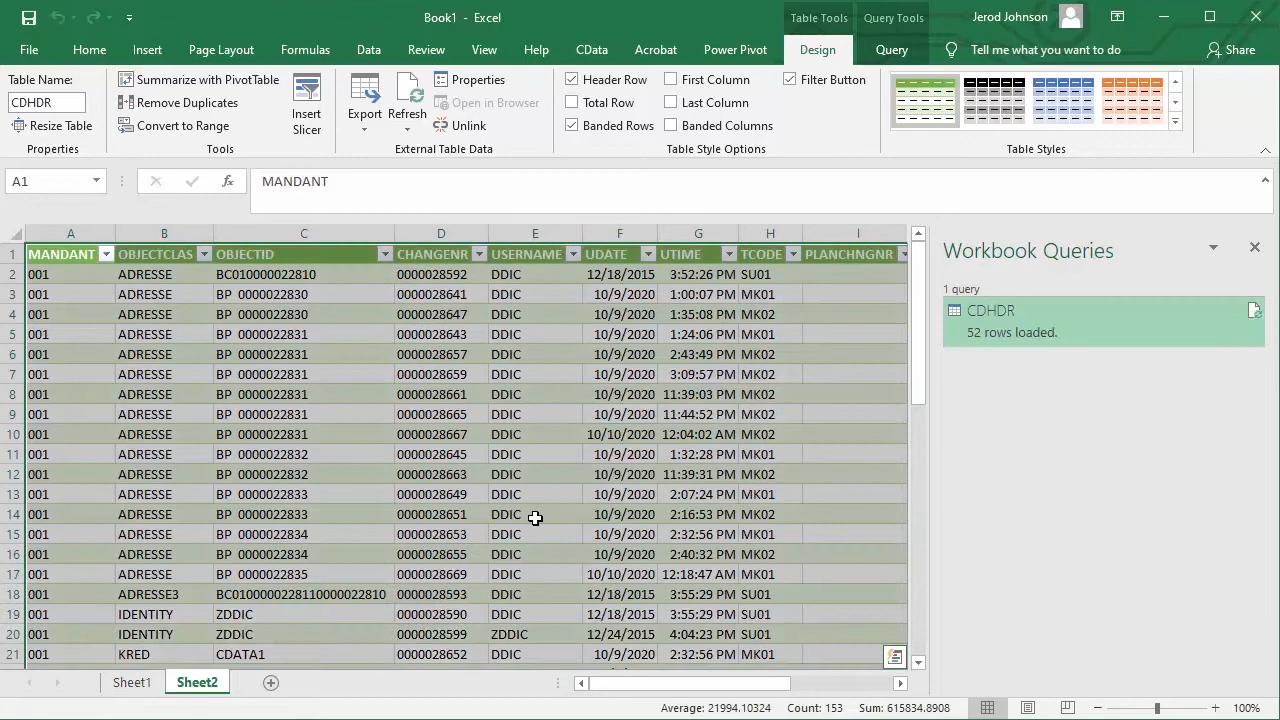 Book1 - Excel
Table Tools
Query Tools
Jerod Johnson
File Home Insert Page Layout Formulas Data Review View Help CData Acrobat Power Pivot Design Query Tell me what you want to do Share
Table Name:
CDHDR
Resize Table
Properties
Summarize with PivotTable
Remove Duplicates
Convert to Range
Insert
Slicer
Tools
Export
Refresh
Properties
Open in Browser
Unlink
External Table Data
Header Row
Total Row
Banded Rows
First Column
Last Column
Banded Columns
Filter Button
Table Style Options
Table Styles
A1
fx
MANDANT
A B C D E F G H I
1 MANDANT OBJECTCLAS OBJECTID CHANGENR USERNAME UDATE UTIME TCODE PLANCHNGNR
2 001 ADRESSE BC010000022810 0000028592 DDIC 12/18/2015 3:52:26 PM SU01
3 001 ADRESSE BP 0000022830 0000028641 DDIC 10/9/2020 1:00:07 PM MK01
4 001 ADRESSE BP 0000022830 0000028647 DDIC 10/9/2020 1:35:08 PM MK02
5 001 ADRESSE BP 0000022831 0000028643 DDIC 10/9/2020 1:24:06 PM MK01
6 001 ADRESSE BP 0000022831 0000028657 DDIC 10/9/2020 2:43:49 PM MK02
7 001 ADRESSE BP 0000022831 0000028659 DDIC 10/9/2020 3:09:57 PM MK02
8 001 ADRESSE BP 0000022831 0000028661 DDIC 10/9/2020 11:39:03 PM MK02
9 001 ADRESSE BP 0000022831 0000028665 DDIC 10/9/2020 11:44:52 PM MK02
10 001 ADRESSE BP 0000022831 0000028667 DDIC 10/10/2020 12:04:02 AM MK02
11 001 ADRESSE BP 0000022832 0000028645 DDIC 10/9/2020 1:32:28 PM MK01
12 001 ADRESSE BP 0000022832 0000028663 DDIC 10/9/2020 11:39:31 PM MK02
13 001 ADRESSE BP 0000022833 0000028649 DDIC 10/9/2020 2:07:24 PM MK01
14 001 ADRESSE BP 0000022833 0000028651 DDIC 10/9/2020 2:16:53 PM MK02
15 001 ADRESSE BP 0000022834 0000028653 DDIC 10/9/2020 2:32:56 PM MK01
16 001 ADRESSE BP 0000022834 0000028655 DDIC 10/9/2020 2:40:32 PM MK02
17 001 ADRESSE BP 0000022835 0000028669 DDIC 10/10/2020 12:18:47 AM MK01
18 001 ADRESSE3 BC0100000228110000022810 0000028593 DDIC 12/18/2015 3:55:29 PM SU01
19 001 IDENTITY ZDDIC 0000028590 DDIC 12/18/2015 3:55:29 PM SU01
20 001 IDENTITY ZDDIC 0000028599 ZDDIC 12/24/2015 4:04:23 PM SU01
21 001 KRED CDATA1 0000028652 DDIC 10/9/2020 2:32:56 PM MK01
Workbook Queries
1 query
CDHDR
52 rows loaded.
Sheet1
Sheet2
Average: 21994.10324 Count: 153 Sum: 615834.8908
100%